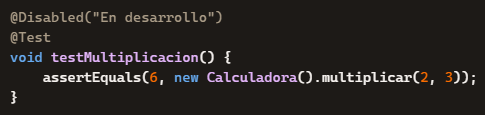 @Disabled("En desarrollo")
@Test
void testMultiplicacion() {
    assertEquals(6, new Calculadora().multiplicar(2, 3));
}